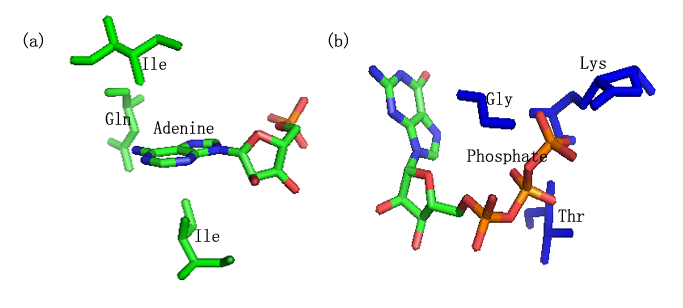 (a)
Ile
Gln
Adenine
Ile
(b)
Lys
Gly
Phosphate
Thr